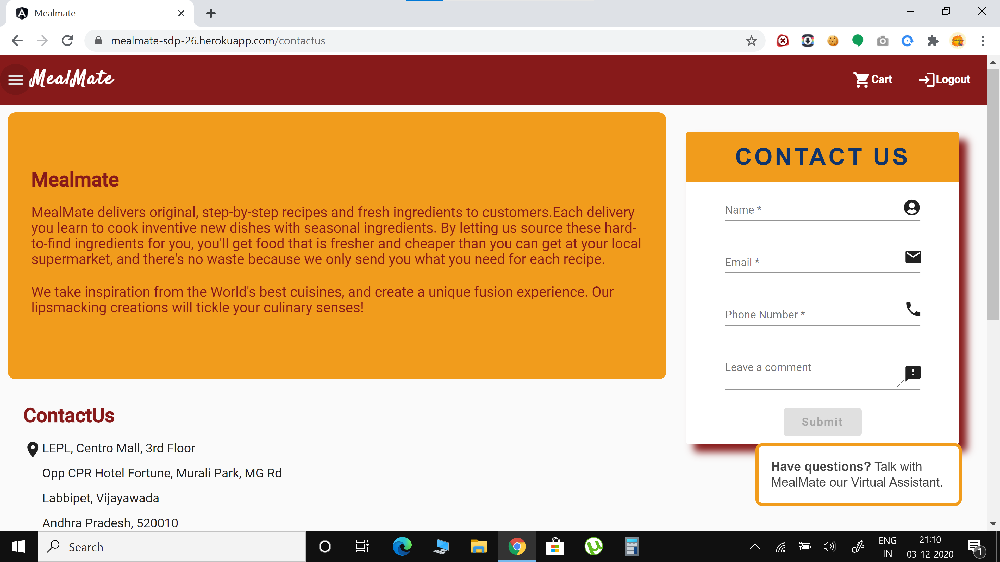 Mealmate
mealmate-sdp-26.herokuapp.com/contactus
MealMate
Cart
Logout
Mealmate
MealMate delivers original, step-by-step recipes and fresh ingredients to customers.Each delivery
you learn to cook inventive new dishes with seasonal ingredients. By letting us source these hard-
to-find ingredients for you, you'll get food that is fresher and cheaper than you can get at your local
supermarket, and there's no waste because we only send you what you need for each recipe.
We take inspiration from the World's best cuisines, and create a unique fusion experience. Our
lipsmacking creations will tickle your culinary senses!
CONTACT US
Name *
Email *
Phone Number *
Leave a comment
Submit
ContactUs
LEPL, Centro Mall, 3rd Floor
Opp CPR Hotel Fortune, Murali Park, MG Rd
Labbipet, Vijayawada
Andhra Pradesh, 520010
Have questions? Talk with
MealMate our Virtual Assistant.
Search
ENG
IN
21:10
03-12-2020
1